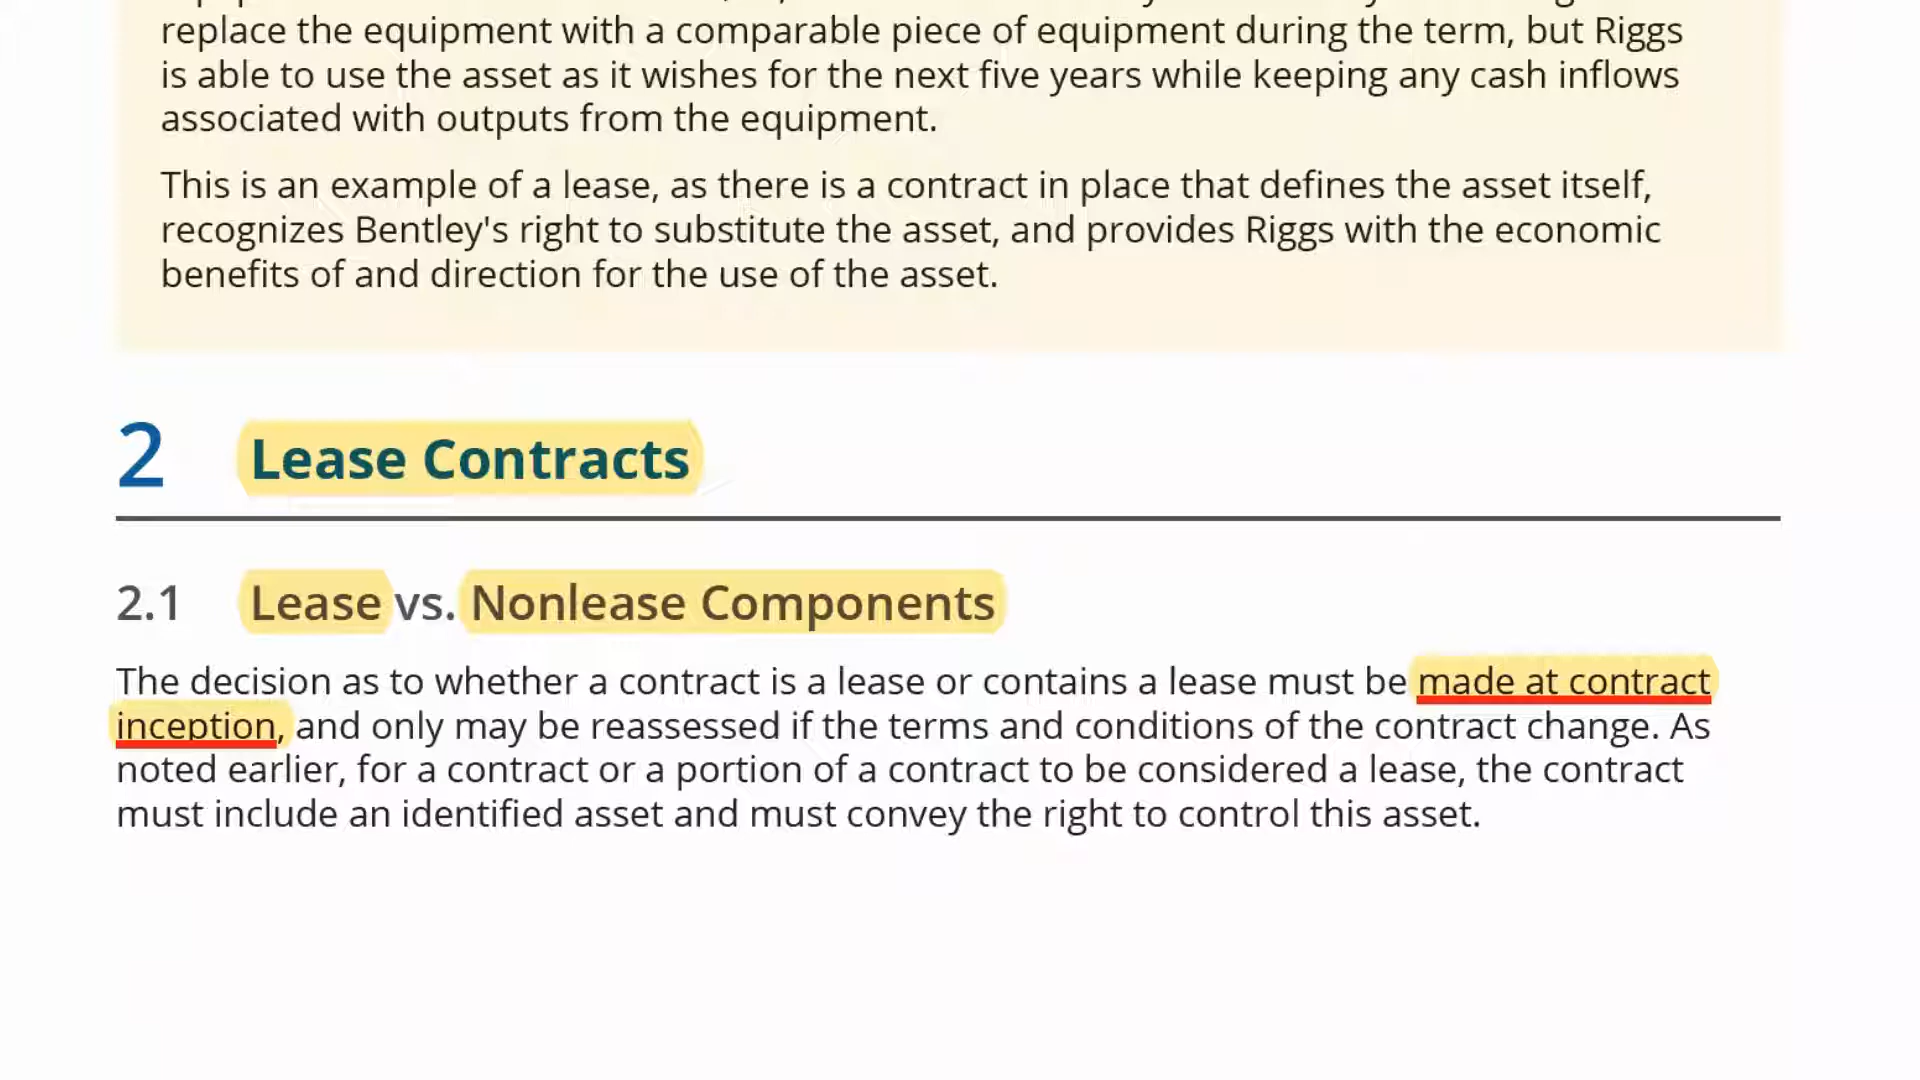 replace the equipment with a comparable piece of equipment during the term, but Riggs
is able to use the asset as it wishes for the next five years while keeping any cash inflows
associated with outputs from the equipment.
This is an example of a lease, as there is a contract in place that defines the asset itself,
recognizes Bentley's right to substitute the asset, and provides Riggs with the economic
benefits of and direction for the use of the asset.
2 Lease Contracts
2.1 Lease vs. Nonlease Components
The decision as to whether a contract is a lease or contains a lease must be made at contract
inception, and only may be reassessed if the terms and conditions of the contract change. As
noted earlier, for a contract or a portion of a contract to be considered a lease, the contract
must include an identified asset and must convey the right to control this asset.